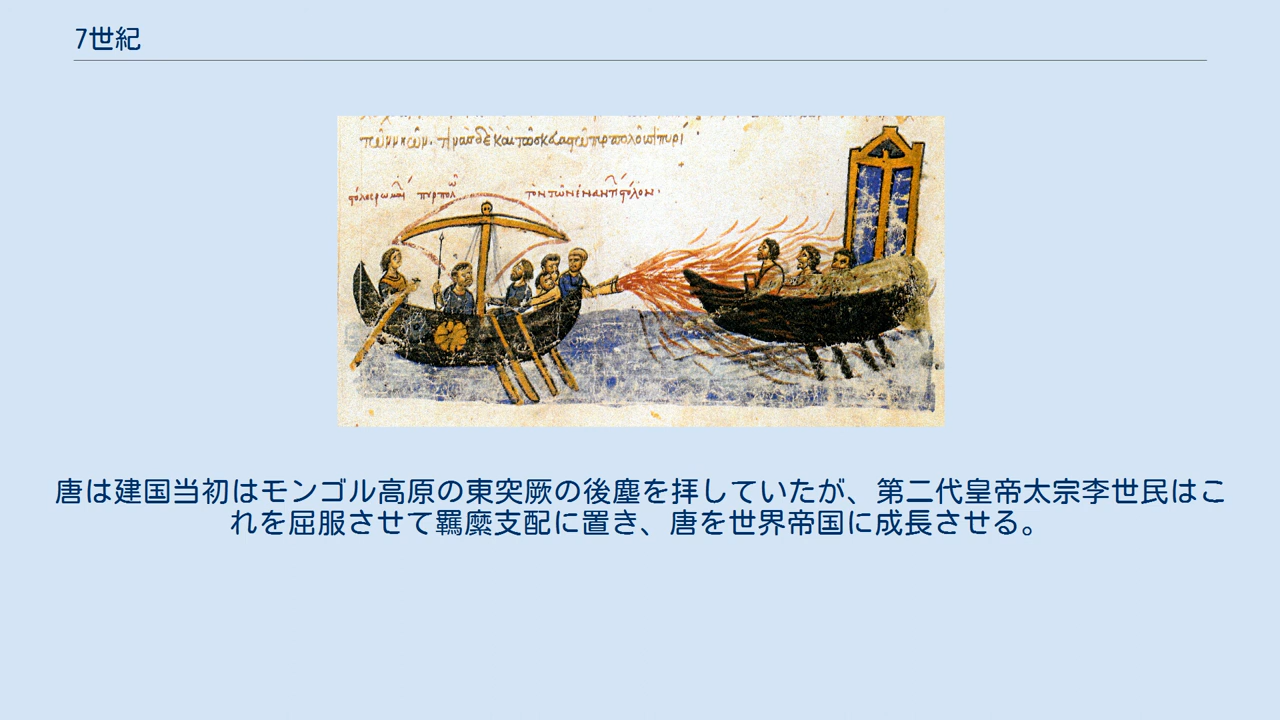 7世紀
唐は建国当初はモンゴル高原の東突厥の後塵を拝していたが、第二代皇帝太宗李世民はこ
れを屈服させて羈縻支配に置き、唐を世界帝国に成長させる。